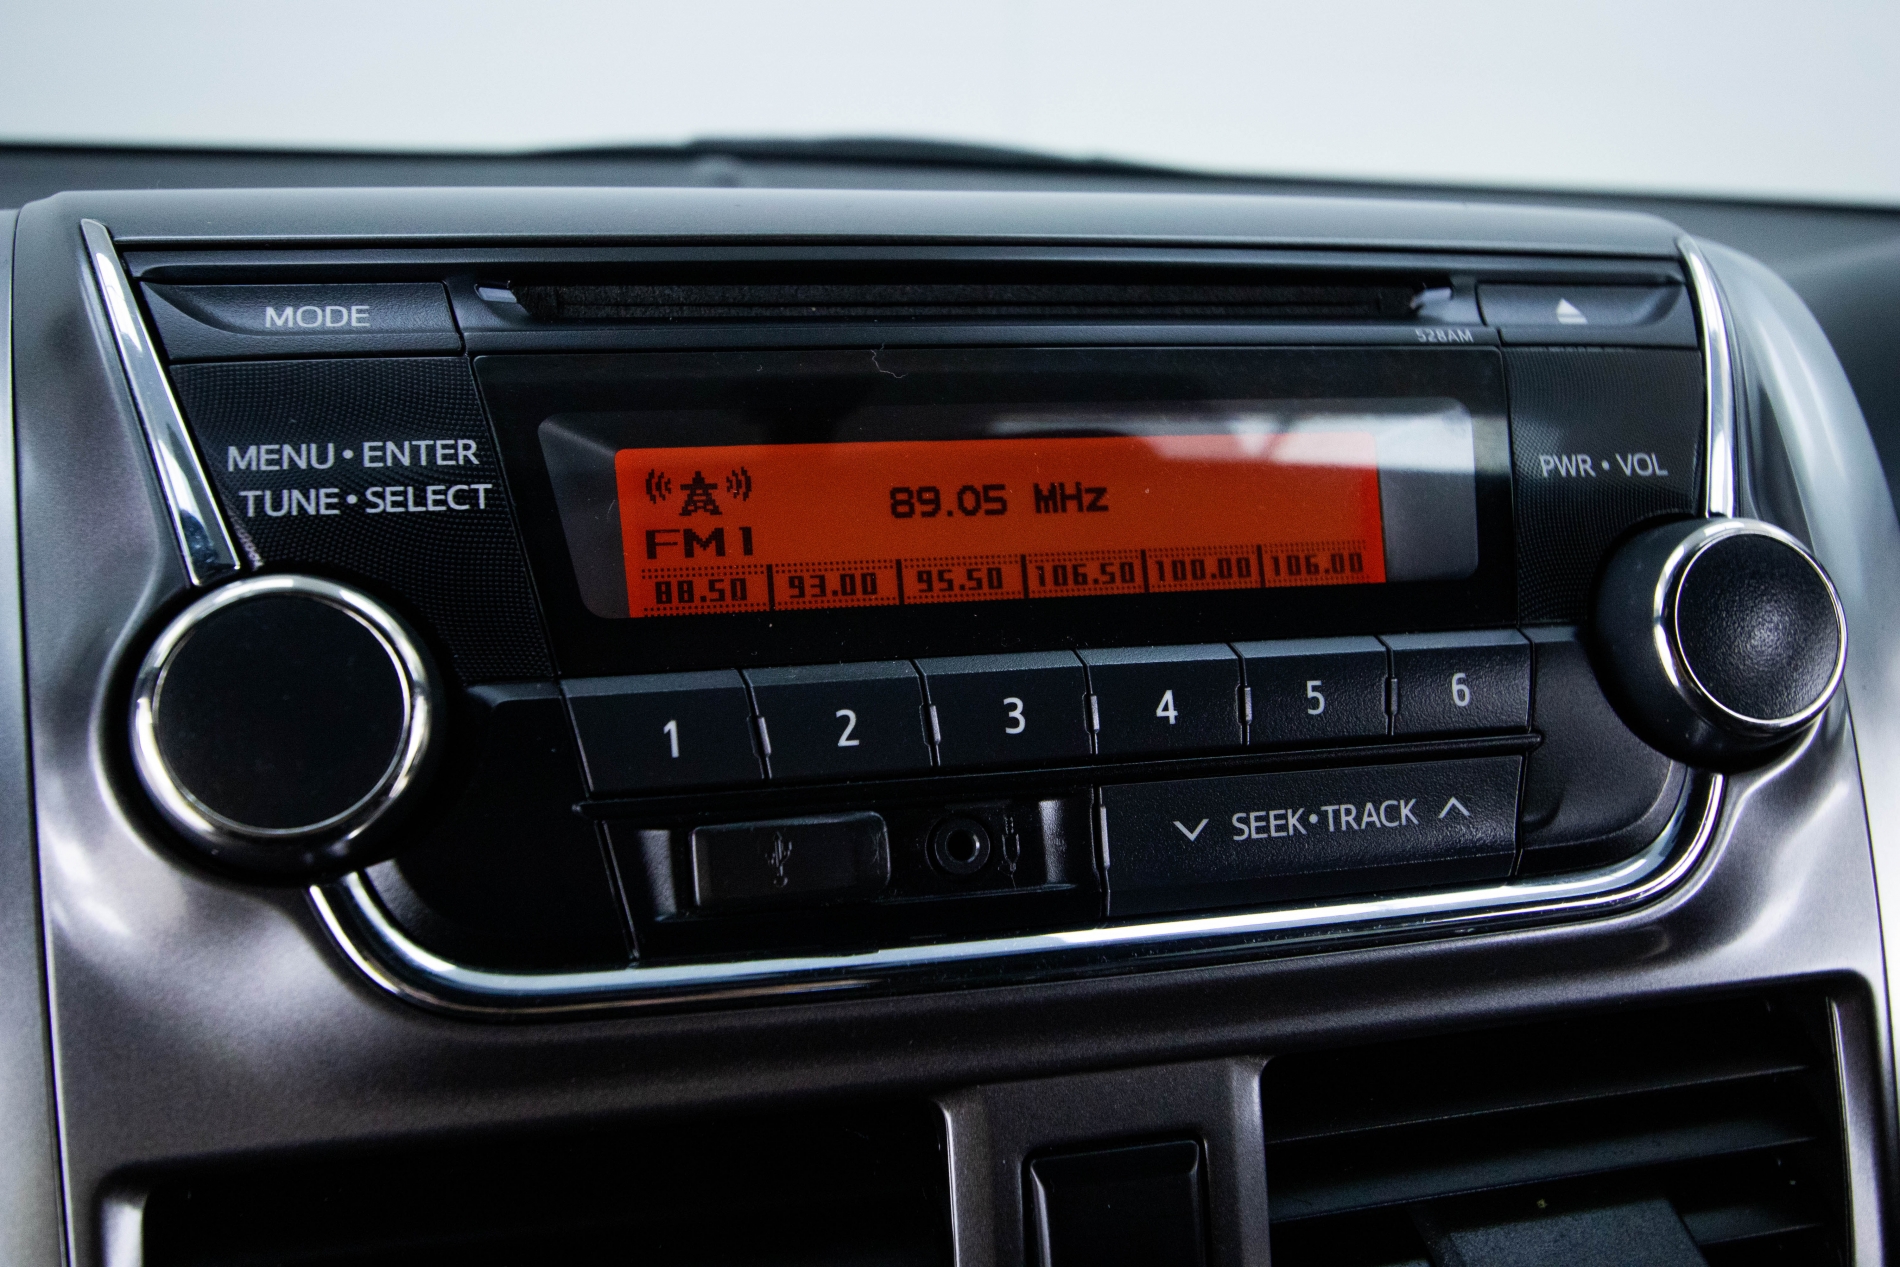 MODE
528AM
MENU • ENTER
TUNE • SELECT
PWR • VOL
89.05 MHz
FM1
88.50 93.00 95.50 106.50 100.00 106.00
1 2 3 4 5 6
SEEK•TRACK